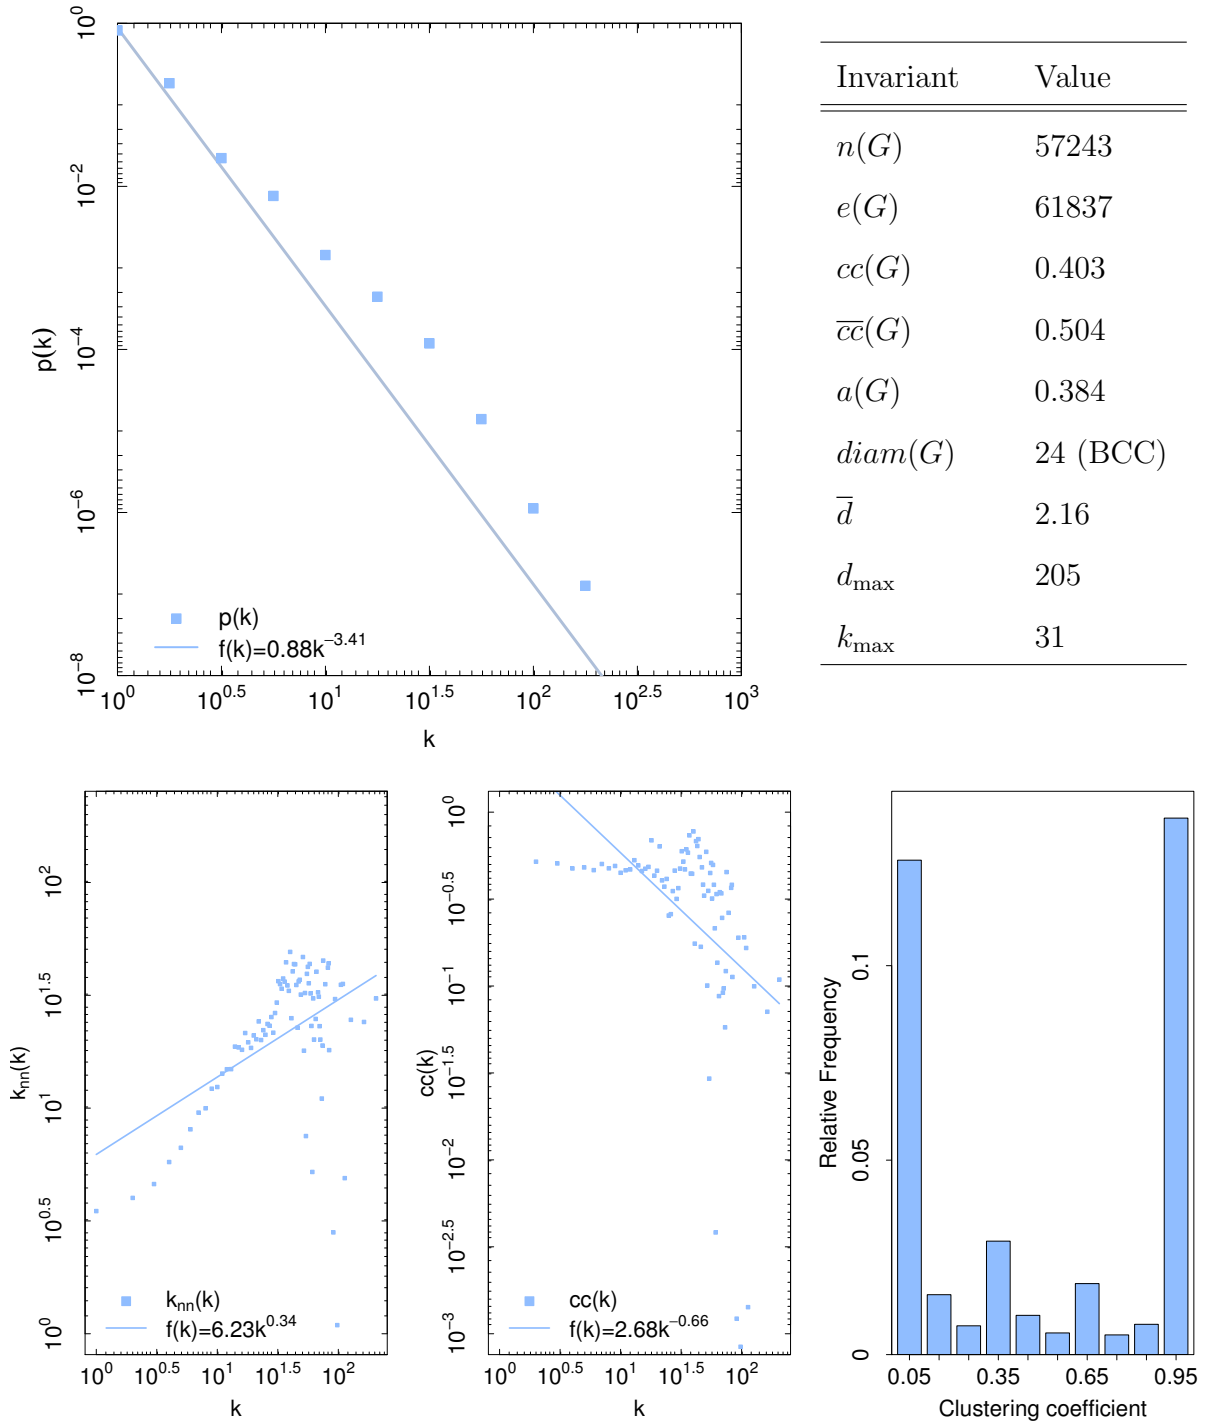 p(k)
10^0
10^−2
10^−4
10^−6
10^−8
p(k)
f(k)=0.88k^−3.41
10^0 10^0.5 10^1 10^1.5 10^2 10^2.5 10^3
k
Invariant Value
n(G) 57243
e(G) 61837
cc(G) 0.403
c̅c̅(G) 0.504
a(G) 0.384
diam(G) 24 (BCC)
d̅ 2.16
d_max 205
k_max 31
k_nn(k)
10^2
10^1.5
10^1
10^0.5
10^0
k_nn(k)
f(k)=6.23k^0.34
10^0 10^0.5 10^1 10^1.5 10^2
k
cc(k)
10^0
10^−0.5
10^−1
10^−1.5
10^−2
10^−2.5
10^−3
cc(k)
f(k)=2.68k^−0.66
10^0 10^0.5 10^1 10^1.5 10^2
k
Relative Frequency
0.1
0.05
0
0.05 0.35 0.65 0.95
Clustering coefficient